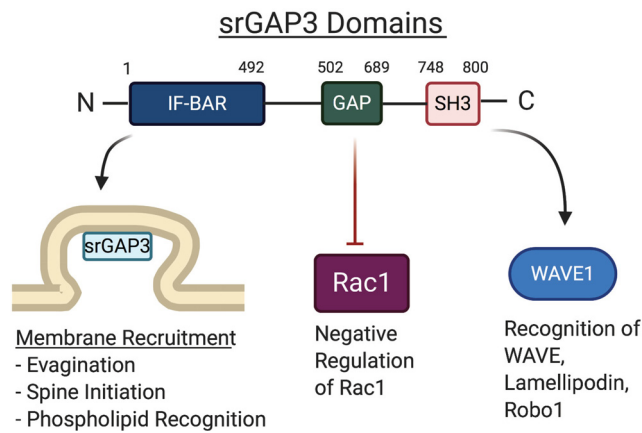 srGAP3 Domains
1 492 502 689 748 800
N IF-BAR GAP SH3 C
srGAP3
Rac1
WAVE1
Membrane Recruitment
- Evagination
- Spine Initiation
- Phospholipid Recognition
Negative
Regulation
of Rac1
Recognition of
WAVE,
Lamellipodin,
Robo1